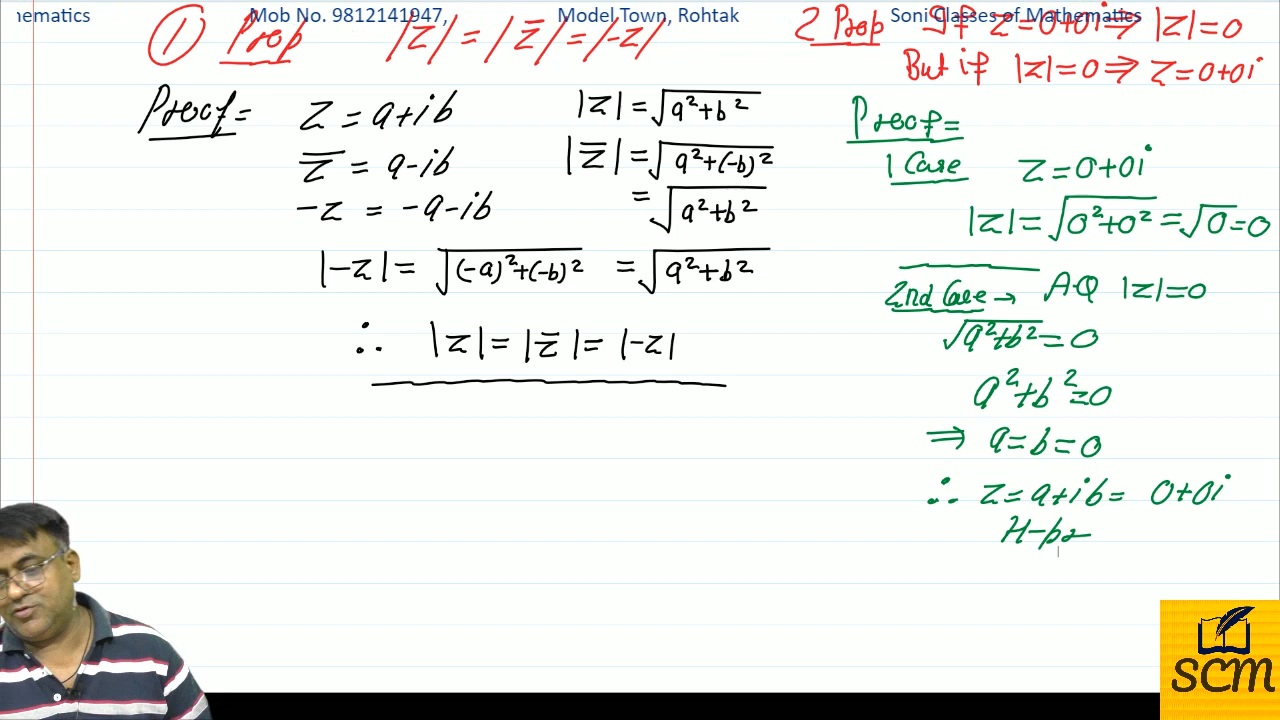 nematics Mob No. 9812141947, Model Town, Rohtak Soni Classes of Mathematics
① Prop |z| = |z̅| = |-z|
Proof = z = a+ib |z| = √(a²+b²)
z̅ = a-ib |z̅| = √(a²+(-b)²)
-z = -a-ib = √(a²+b²)
|-z| = √((-a)²+(-b)²) = √(a²+b²)
∴ |z| = |z̅| = |-z|
2 Prop If z = 0+0i ⇒ |z| = 0
But if |z| = 0 ⇒ z = 0+0i
Proof =
1 Case z = 0+0i
|z| = √(0²+0²) = √0 = 0
2nd Case → AQ |z| = 0
√(a²+b²) = 0
a²+b² = 0
⇒ a = b = 0
∴ z = a+ib = 0+0i
SCM